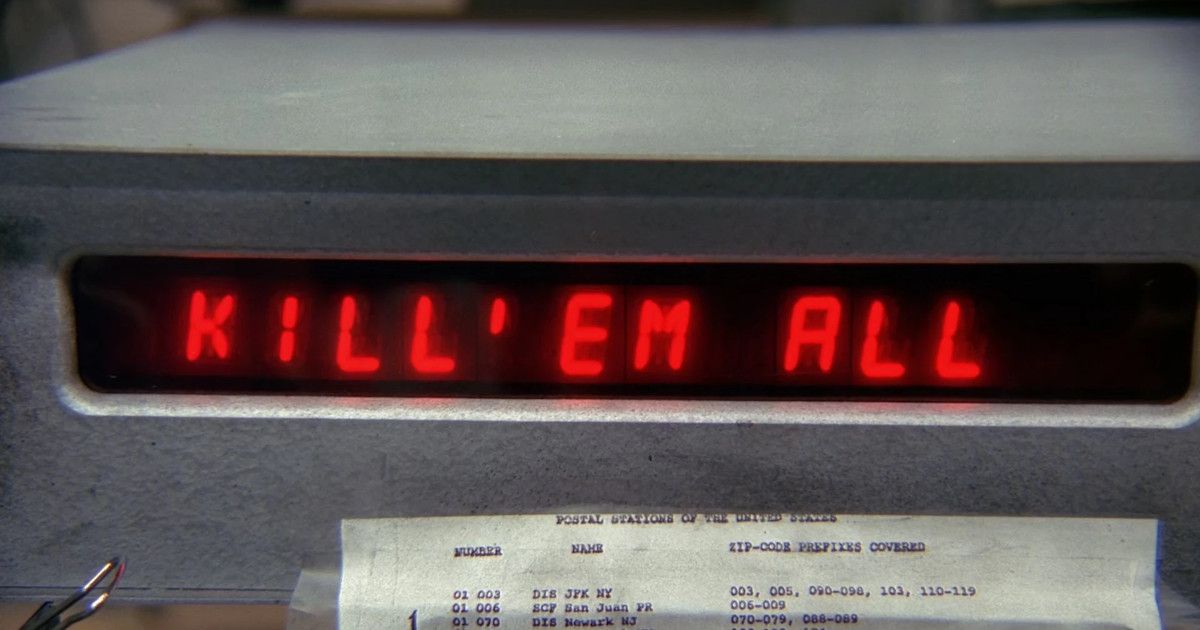 KILL'EM ALL
POSTAL STATIONS OF THE UNITED STATES
NUMBER NAME ZIP-CODE PREFIXES COVERED
01 003 DIS JFK NY 003, 005, 090-098, 103, 110-119
01 006 SCF San Juan PR 006-009
01 070 DIS Newark NJ 070-079, 088-089